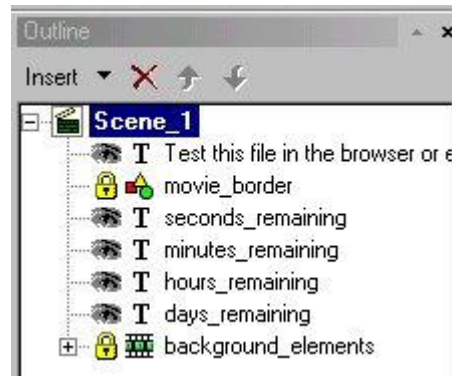 Outline
Insert
Scene_1
T Test this file in the browser or e
movie_border
T seconds_remaining
T minutes_remaining
T hours_remaining
T days_remaining
background_elements